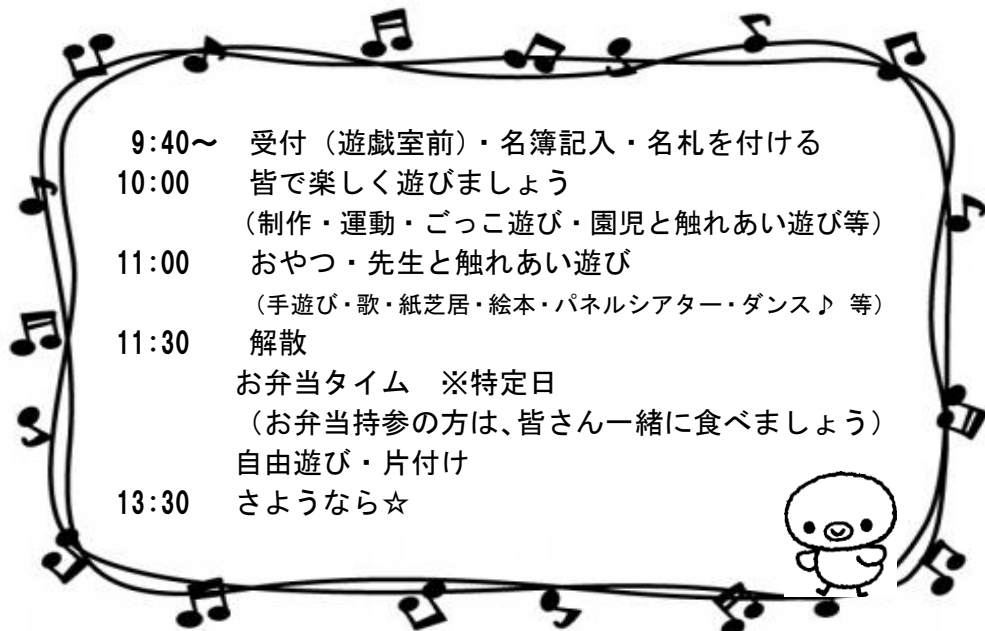 9:40～　受付（遊戯室前）・名簿記入・名札を付ける
10:00　皆で楽しく遊びましょう
（制作・運動・ごっこ遊び・園児と触れあい遊び等）
11:00　おやつ・先生と触れあい遊び
（手遊び・歌・紙芝居・絵本・パネルシアター・ダンス♪ 等）
11:30　解散
お弁当タイム　※特定日
（お弁当持参の方は、皆さん一緒に食べましょう）
自由遊び・片付け
13:30　さようなら☆